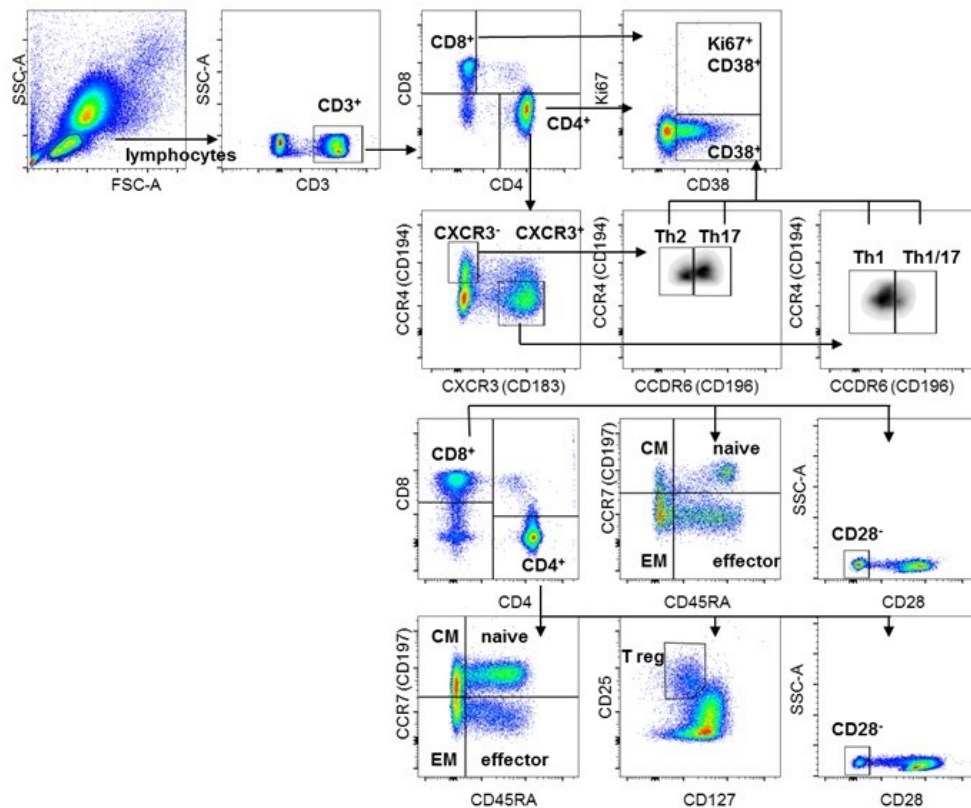 SSC-A
lymphocytes
FSC-A
SSC-A
CD3+
CD3
CD8
CD8+
CD4+
CD4
Ki67
Ki67+
CD38+
CD38+
CD38
CCR4 (CD194)
CXCR3- CXCR3+
CXCR3 (CD183)
CCR4 (CD194)
Th2 Th17
CCDR6 (CD196)
CCR4 (CD194)
Th1 Th1/17
CCDR6 (CD196)
CD8
CD8+
CD4+
CD4
CCR7 (CD197)
CM naive
EM effector
CD45RA
SSC-A
CD28-
CD28
CCR7 (CD197)
CM naive
EM effector
CD45RA
CD25
T reg
CD127
SSC-A
CD28-
CD28